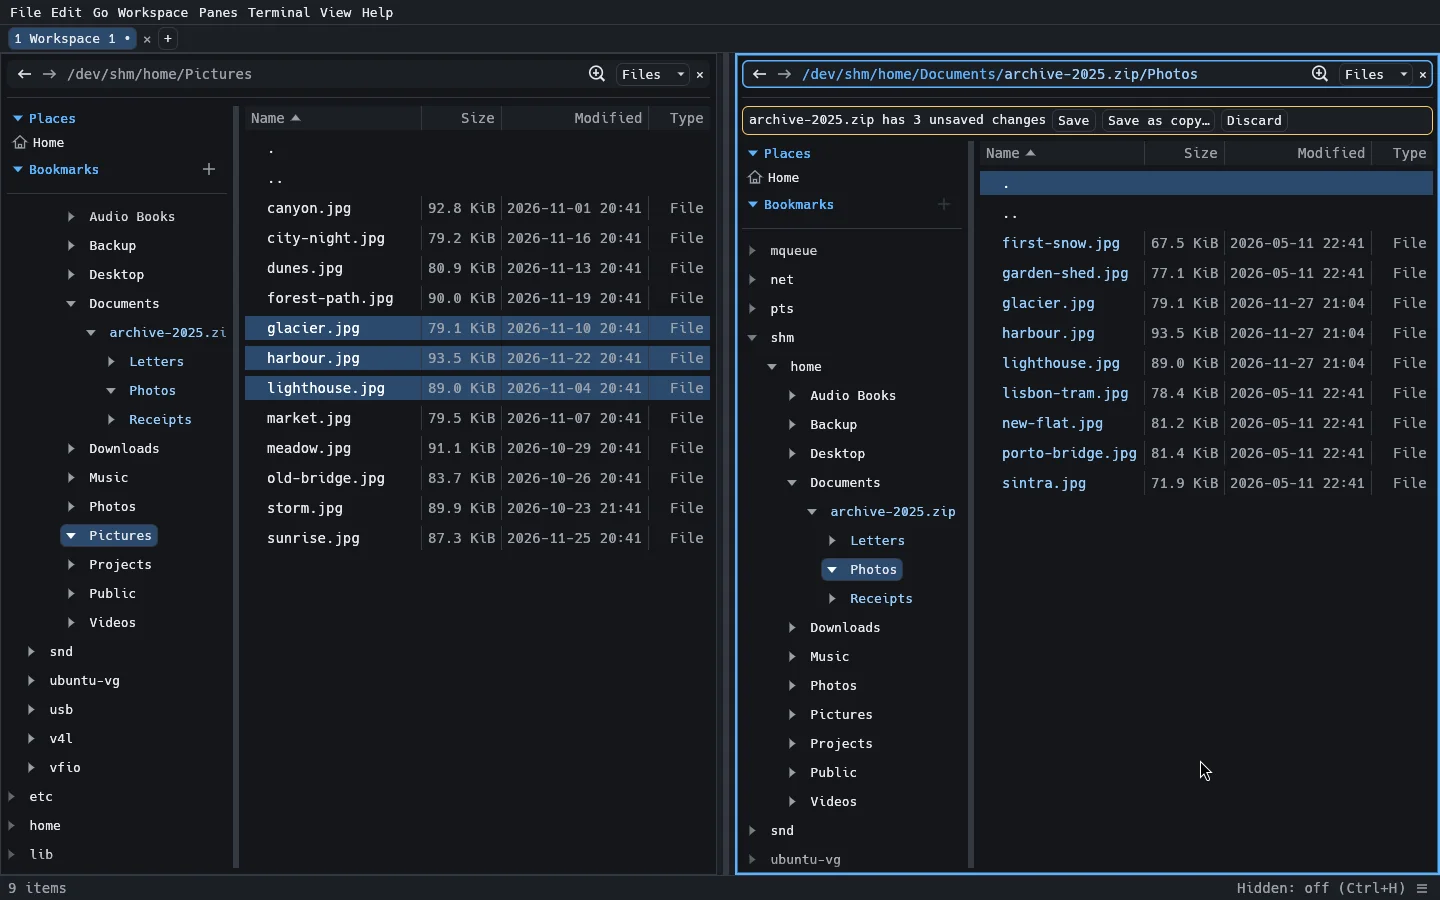 File Edit Go Workspace Panes Terminal View Help
1 Workspace 1 • × +
← → /dev/shm/home/Pictures Files ▾ ×
Places
Home
Bookmarks +
Audio Books
Backup
Desktop
Documents
archive-2025.zi
Letters
Photos
Receipts
Downloads
Music
Photos
Pictures
Projects
Public
Videos
snd
ubuntu-vg
usb
v4l
vfio
etc
home
lib
Name Size Modified Type
.
..
canyon.jpg 92.8 KiB 2026-11-01 20:41 File
city-night.jpg 79.2 KiB 2026-11-16 20:41 File
dunes.jpg 80.9 KiB 2026-11-13 20:41 File
forest-path.jpg 90.0 KiB 2026-11-19 20:41 File
glacier.jpg 79.1 KiB 2026-11-10 20:41 File
harbour.jpg 93.5 KiB 2026-11-22 20:41 File
lighthouse.jpg 89.0 KiB 2026-11-04 20:41 File
market.jpg 79.5 KiB 2026-11-07 20:41 File
meadow.jpg 91.1 KiB 2026-10-29 20:41 File
old-bridge.jpg 83.7 KiB 2026-10-26 20:41 File
storm.jpg 89.9 KiB 2026-10-23 21:41 File
sunrise.jpg 87.3 KiB 2026-11-25 20:41 File
← → /dev/shm/home/Documents/archive-2025.zip/Photos Files ▾ ×
archive-2025.zip has 3 unsaved changes Save Save as copy… Discard
Places
Home
Bookmarks +
mqueue
net
pts
shm
home
Audio Books
Backup
Desktop
Documents
archive-2025.zip
Letters
Photos
Receipts
Downloads
Music
Photos
Pictures
Projects
Public
Videos
snd
ubuntu-vg
Name Size Modified Type
.
..
first-snow.jpg 67.5 KiB 2026-05-11 22:41 File
garden-shed.jpg 77.1 KiB 2026-05-11 22:41 File
glacier.jpg 79.1 KiB 2026-11-27 21:04 File
harbour.jpg 93.5 KiB 2026-11-27 21:04 File
lighthouse.jpg 89.0 KiB 2026-11-27 21:04 File
lisbon-tram.jpg 78.4 KiB 2026-05-11 22:41 File
new-flat.jpg 81.2 KiB 2026-05-11 22:41 File
porto-bridge.jpg 81.4 KiB 2026-05-11 22:41 File
sintra.jpg 71.9 KiB 2026-05-11 22:41 File
9 items Hidden: off (Ctrl+H) ≡